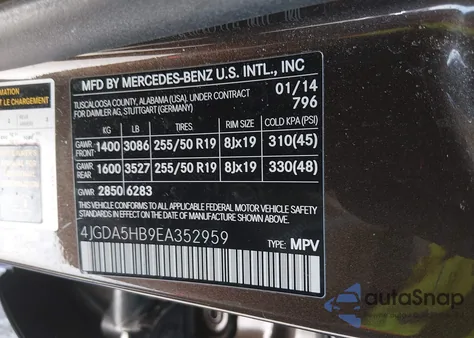 ORMATION
T LE CHARGEMENT
MFD BY MERCEDES-BENZ U.S. INTL., INC
TUSCALOOSA COUNTY, ALABAMA (USA). UNDER CONTRACT
FOR DAIMLER AG, STUTTGART (GERMANY)
01/14
796
KG LB TIRES RIM SIZE COLD KPA (PSI)
GAWR FRONT 1400 3086 255/50 R19 8Jx19 310(45)
GAWR REAR 1600 3527 255/50 R19 8Jx19 330(48)
GVWR 2850 6283
THIS VEHICLE CONFORMS TO ALL APPLICABLE FEDERAL MOTOR VEHICLE SAFETY
STANDARDS IN EFFECT ON THE DATE OF MANUFACTURE SHOWN ABOVE.
4JGDA5HB9EA352959
TYPE: MPV
autoSnap